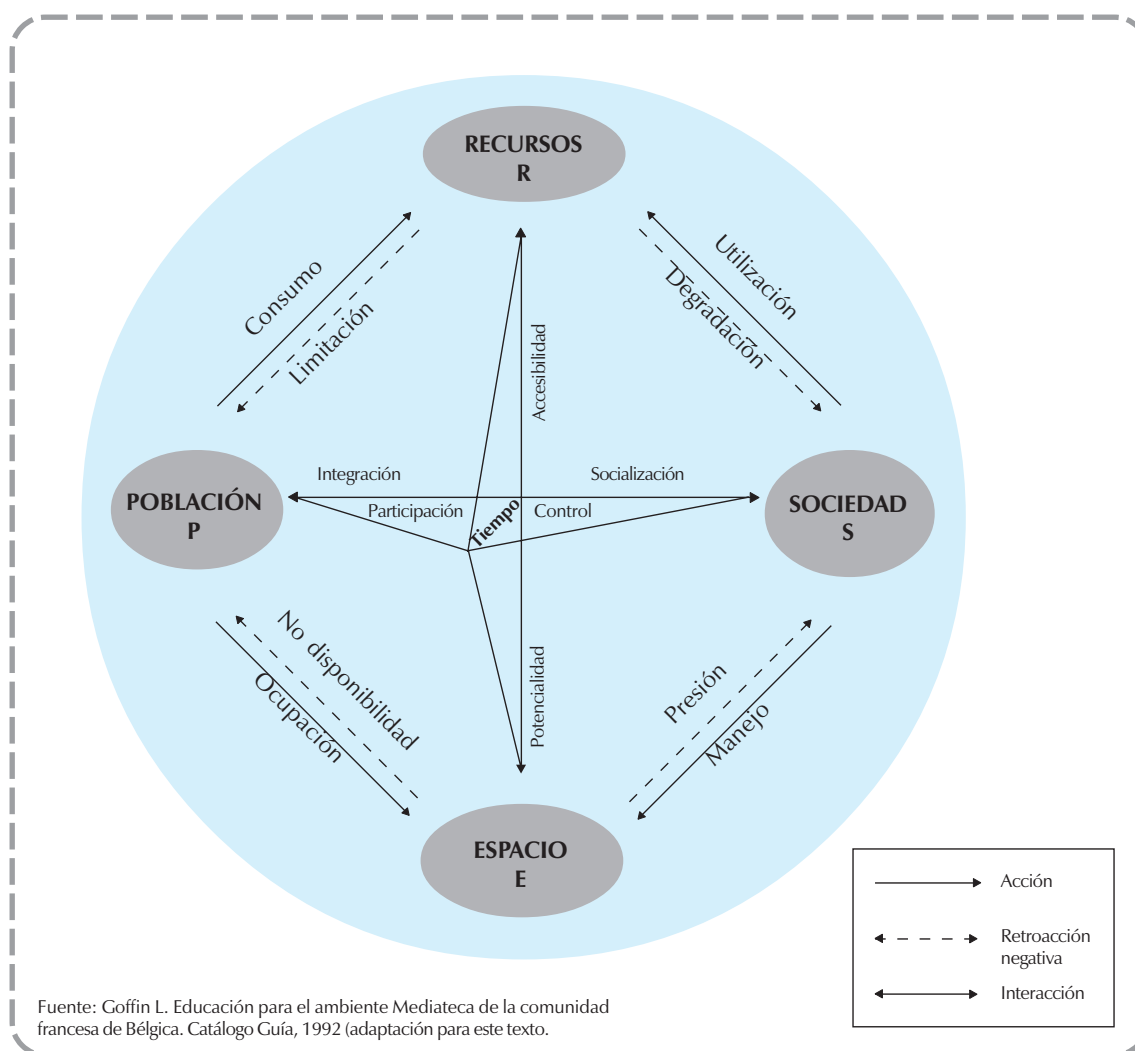 RECURSOS
R
Consumo
Limitación
Utilización
Degradación
Accesibilidad
Integración
Socialización
POBLACIÓN
P
Participación
Tiempo
Control
SOCIEDAD
S
No disponibilidad
Ocupación
Potencialidad
Presión
Manejo
ESPACIO
E
Acción
Retroacción
negativa
Interacción
Fuente: Goffin L. Educación para el ambiente Mediateca de la comunidad
francesa de Bélgica. Catálogo Guía, 1992 (adaptación para este texto.